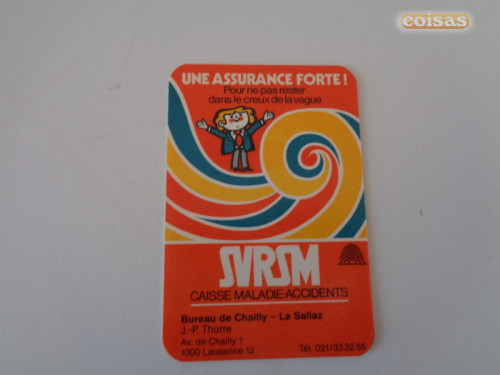 coisas
UNE ASSURANCE FORTE !
Pour ne pas rester
dans le creux de la vague
SVRSM
CAISSE MALADIE-ACCIDENTS
Bureau de Chailly – La Sallaz
J.-P. Thurre
Av. de Chailly 1
1000 Lausanne 12 Tél. 021/33 32 55